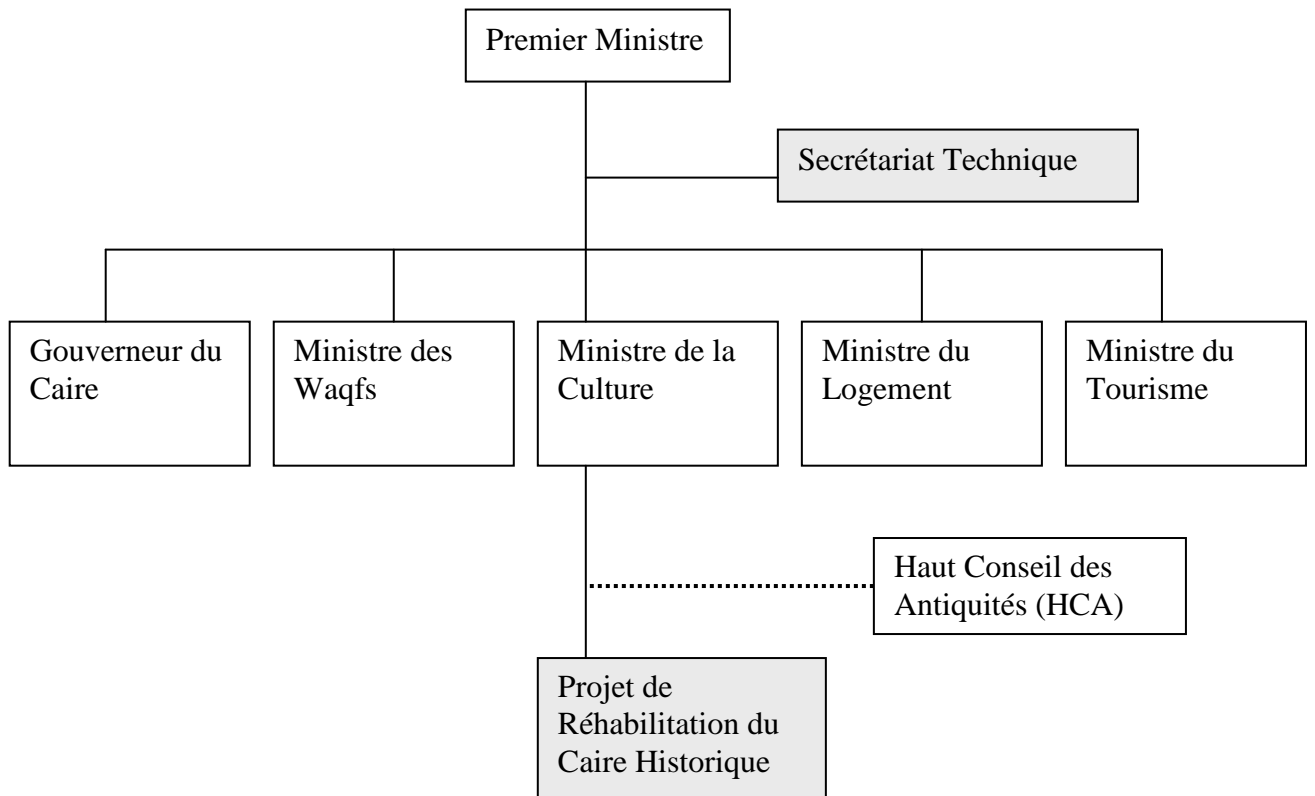 Premier Ministre
Secrétariat Technique
Gouverneur du
Caire
Ministre des
Waqfs
Ministre de la
Culture
Ministre du
Logement
Ministre du
Tourisme
Haut Conseil des
Antiquités (HCA)
Projet de
Réhabilitation du
Caire Historique